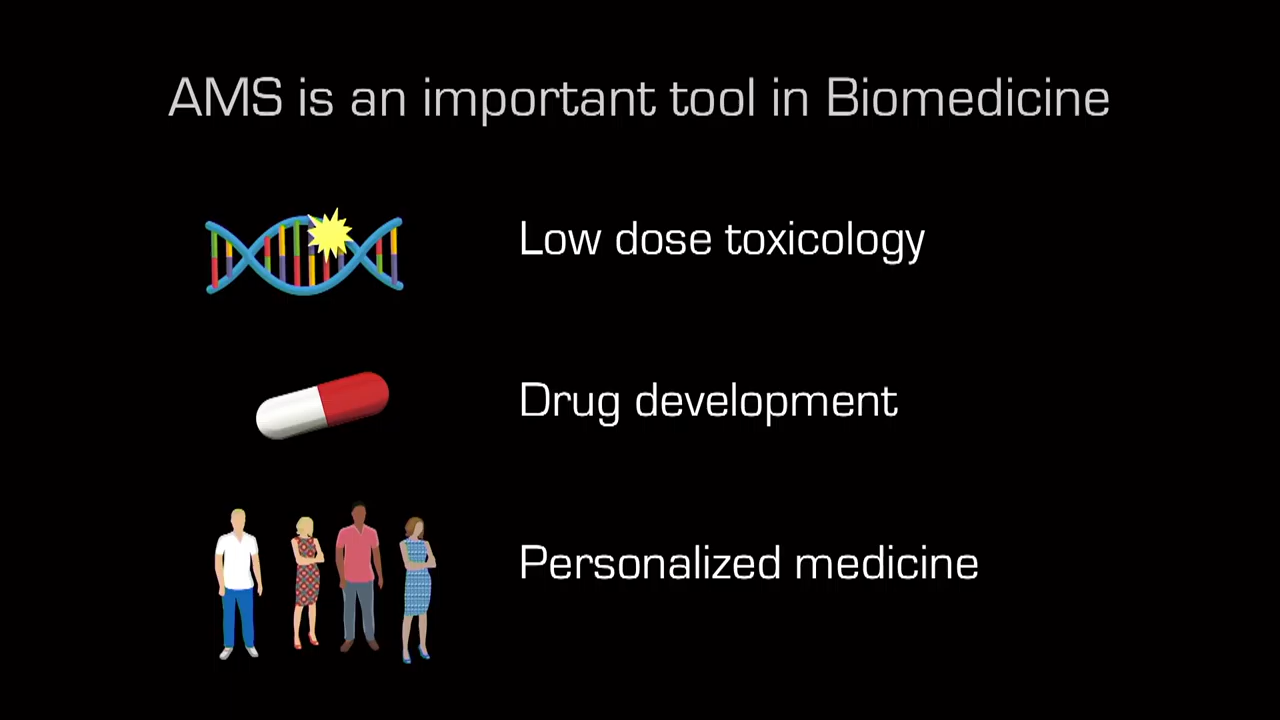 AMS is an important tool in Biomedicine
Low dose toxicology
Drug development
Personalized medicine